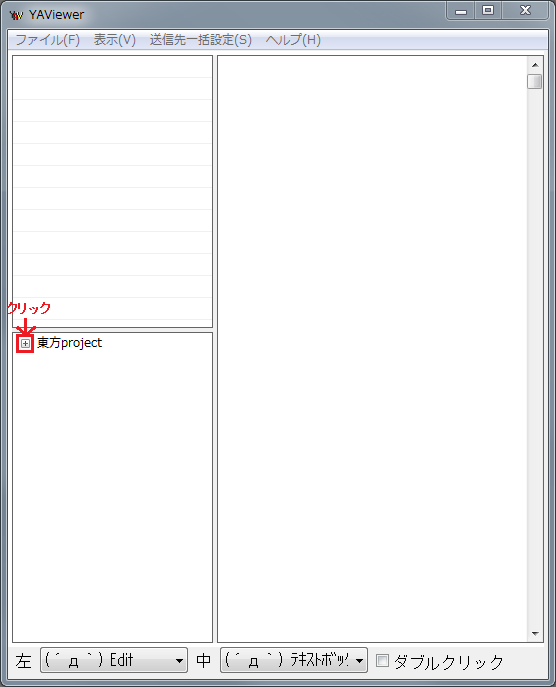 YAViewer
ファイル(F) 表示(V) 送信先一括設定(S) ヘルプ(H)
クリック
東方project
左 (´д｀) Edit 中 (´д｀) ﾃｷｽﾄﾎﾞｯｸ ダブルクリック